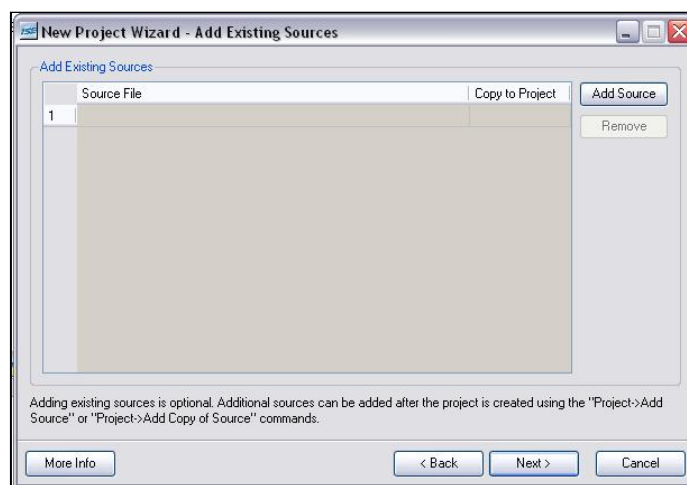 ISE New Project Wizard - Add Existing Sources
Add Existing Sources
Source File Copy to Project Add Source
1 Remove
Adding existing sources is optional. Additional sources can be added after the project is created using the "Project->Add
Source" or "Project->Add Copy of Source" commands.
More Info < Back Next > Cancel